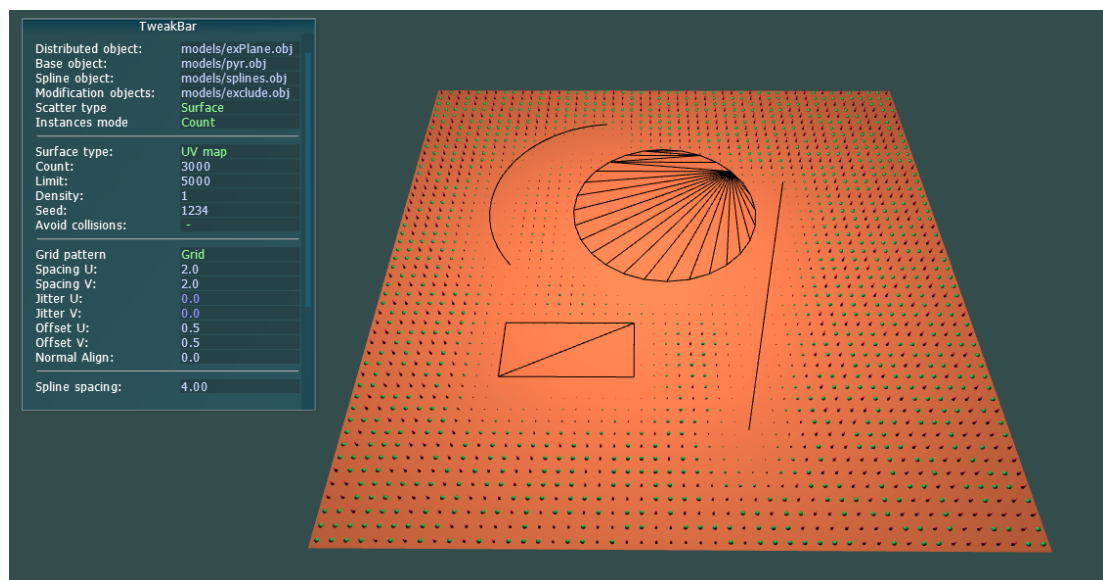 TweakBar
Distributed object: models/exPlane.obj
Base object: models/pyr.obj
Spline object: models/splines.obj
Modification objects: models/exclude.obj
Scatter type Surface
Instances mode Count
Surface type: UV map
Count: 3000
Limit: 5000
Density: 1
Seed: 1234
Avoid collisions: -
Grid pattern Grid
Spacing U: 2.0
Spacing V: 2.0
Jitter U: 0.0
Jitter V: 0.0
Offset U: 0.5
Offset V: 0.5
Normal Align: 0.0
Spline spacing: 4.00